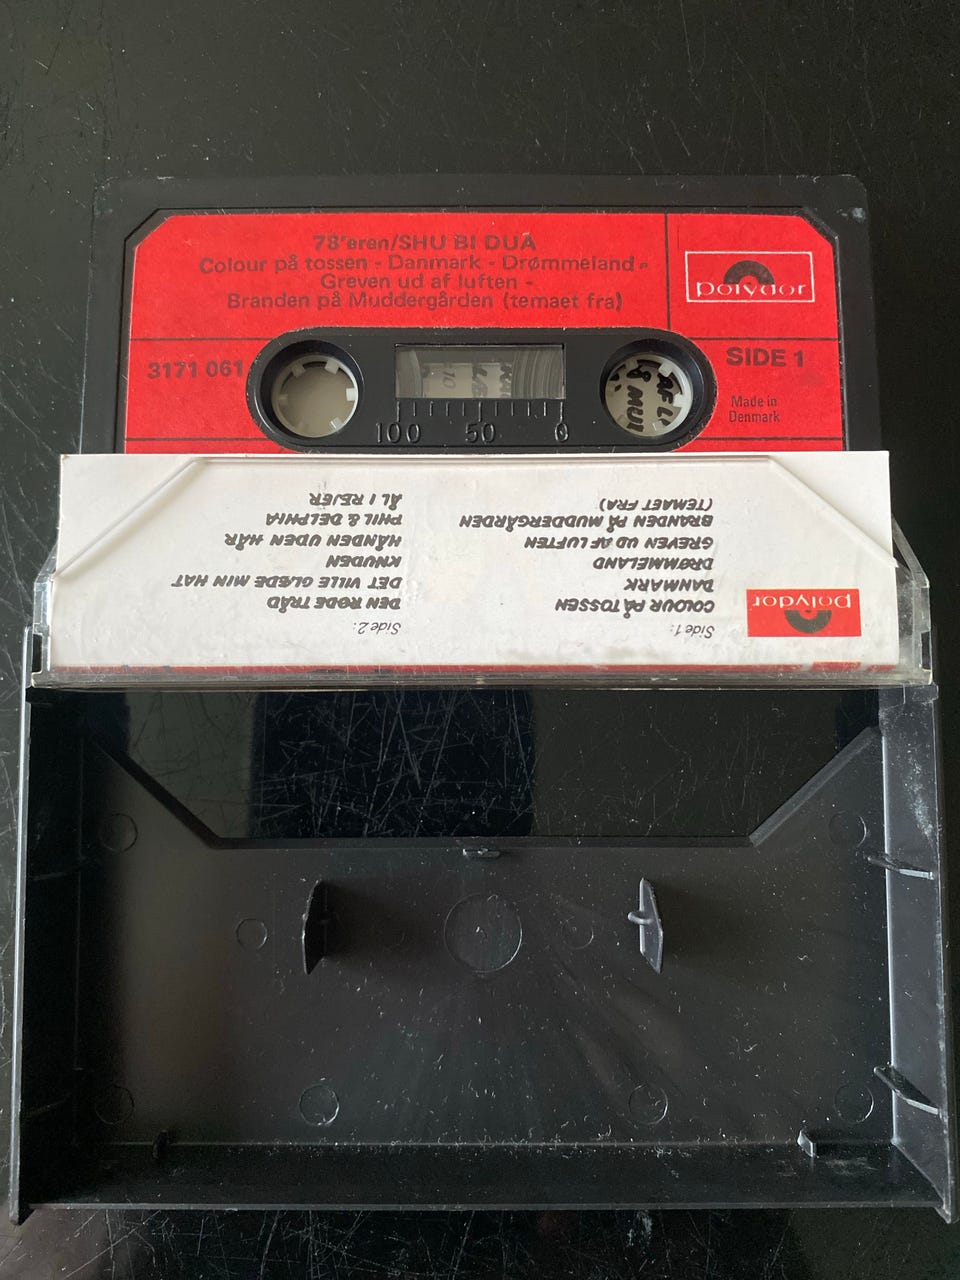 78'eren/SHU BI DUA
Colour på tossen - Danmark - Drømmeland -
Greven ud af luften -
Branden på Muddergården (temaet fra)
polydor
3171 061
SIDE 1
Made in
Denmark
100 50 0
polydor
Side 1:
COLOUR PÅ TOSSEN
DANMARK
DRØMMELAND
GREVEN UD AF LUFTEN
BRANDEN PÅ MUDDERGÅRDEN
(TEMAET FRA)
Side 2:
DEN RØDE TRÅD
DET VILLE GLÆDE MIN HAT
KNUDEN
HÅNDEN UDEN HÅR
PHIL & DELPHIA
ÅL I REJER